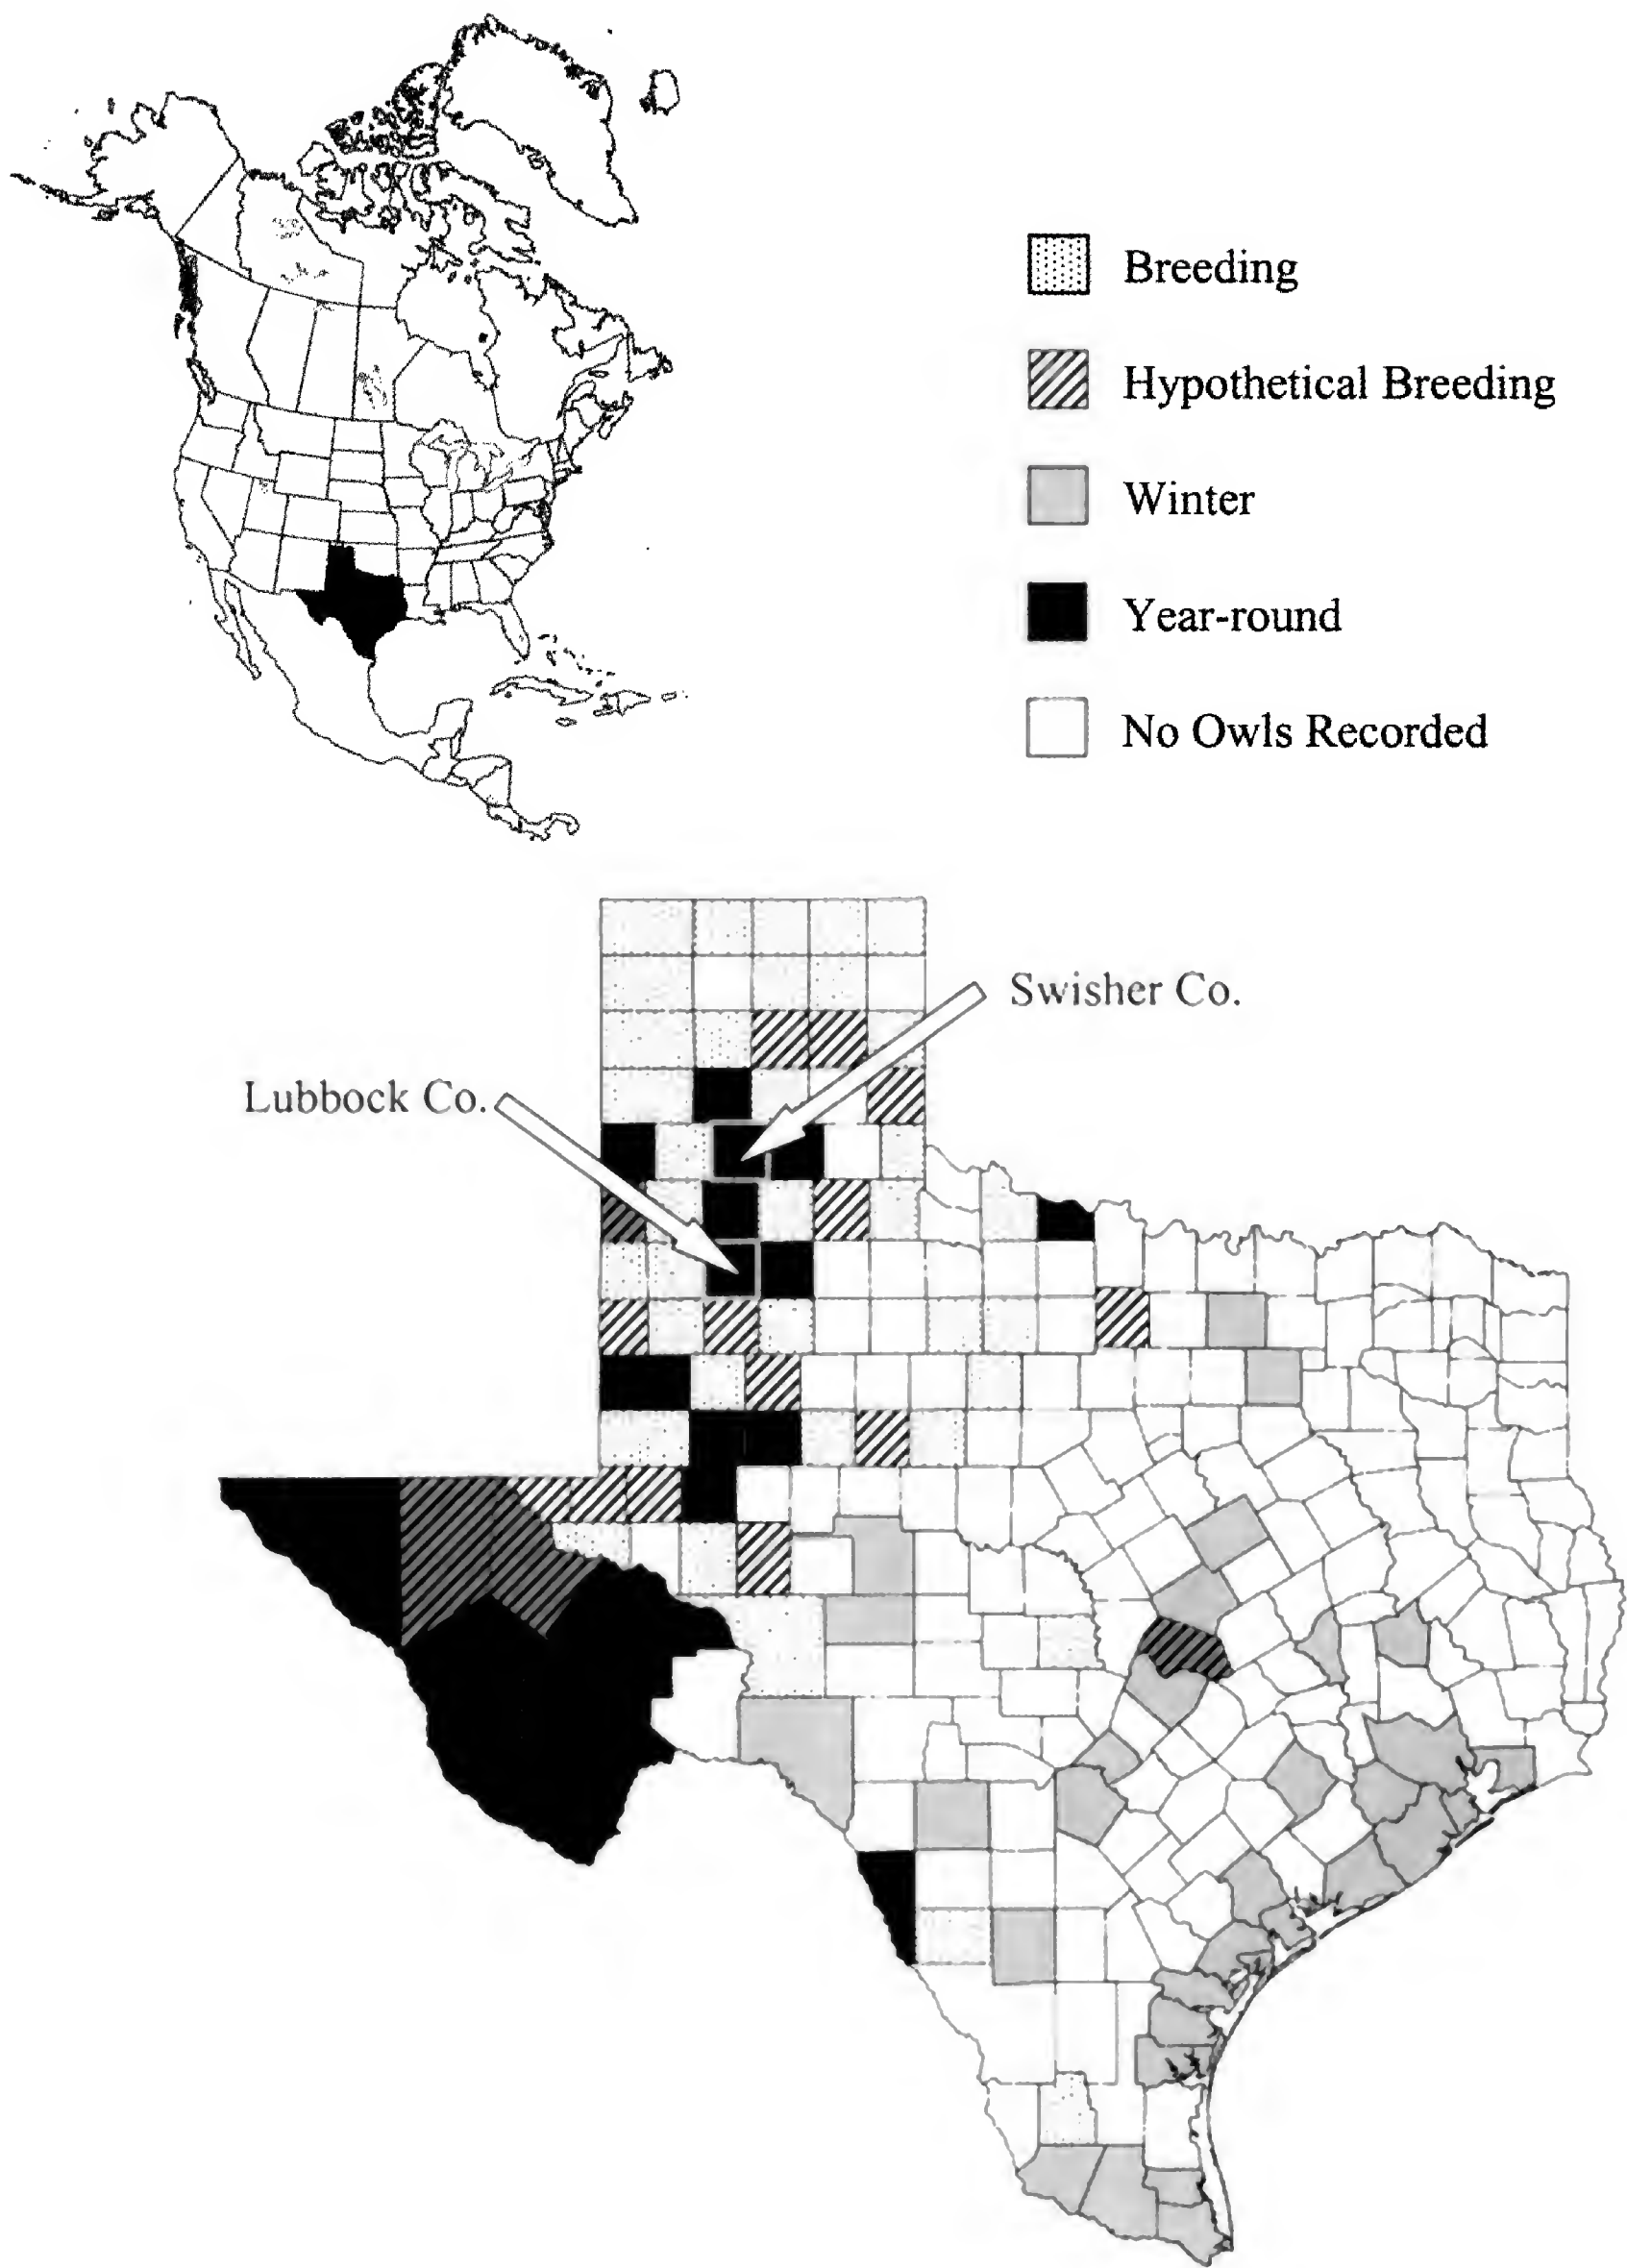 Breeding
Hypothetical Breeding
Winter
Year-round
No Owls Recorded
Swisher Co.
Lubbock Co.